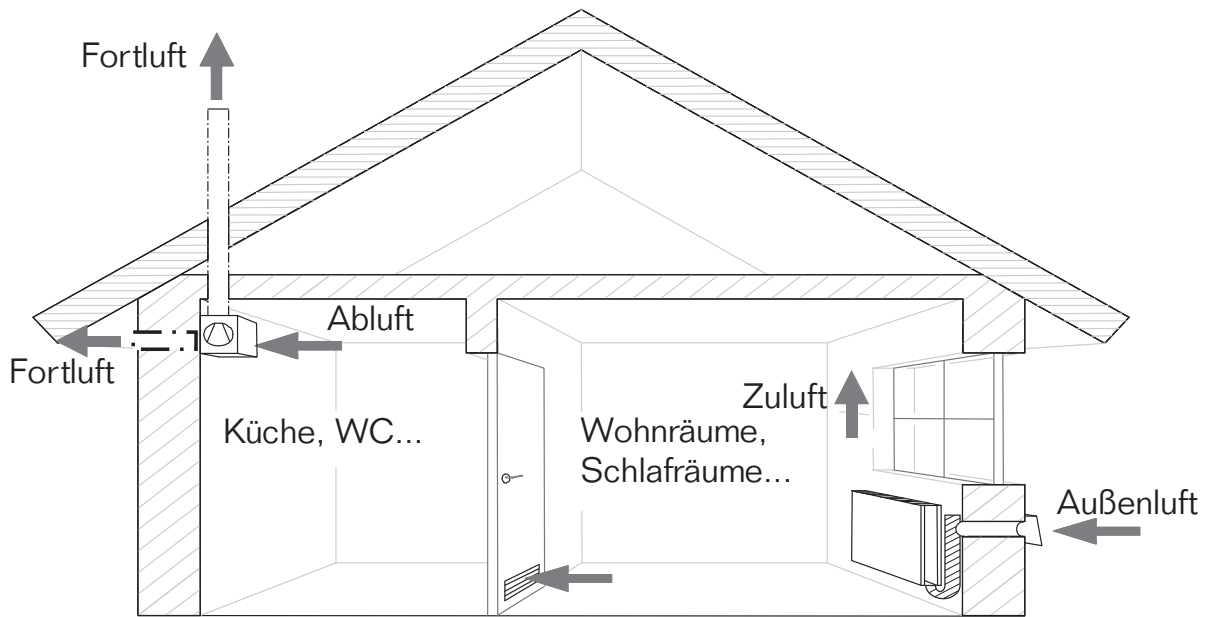 Fortluft
Abluft
Fortluft
Zuluft
Küche, WC...
Wohnräume,
Schlafräume...
Außenluft